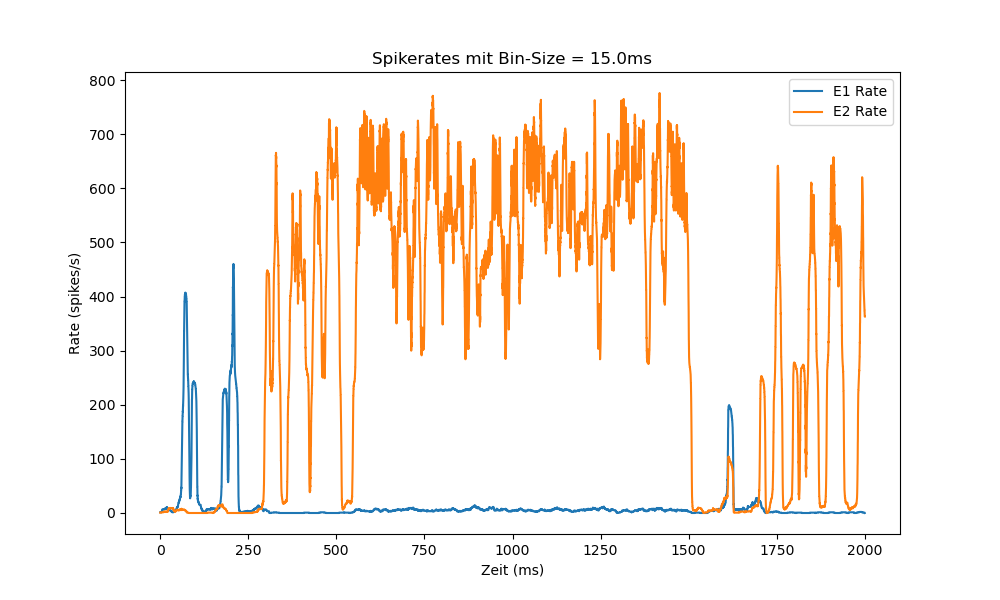 Spikerates mit Bin-Size = 15.0ms
E1 Rate
E2 Rate
Rate (spikes/s)
800
700
600
500
400
300
200
100
0
0 250 500 750 1000 1250 1500 1750 2000
Zeit (ms)